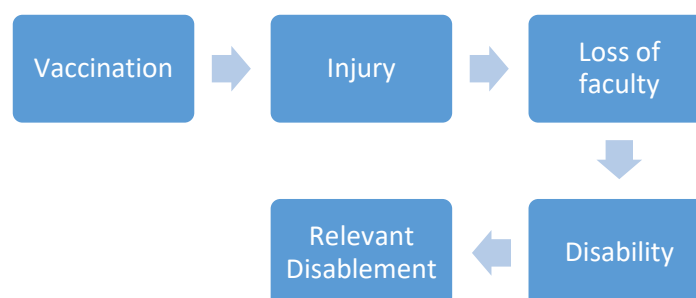 Vaccination
Injury
Loss of
faculty
Disability
Relevant
Disablement